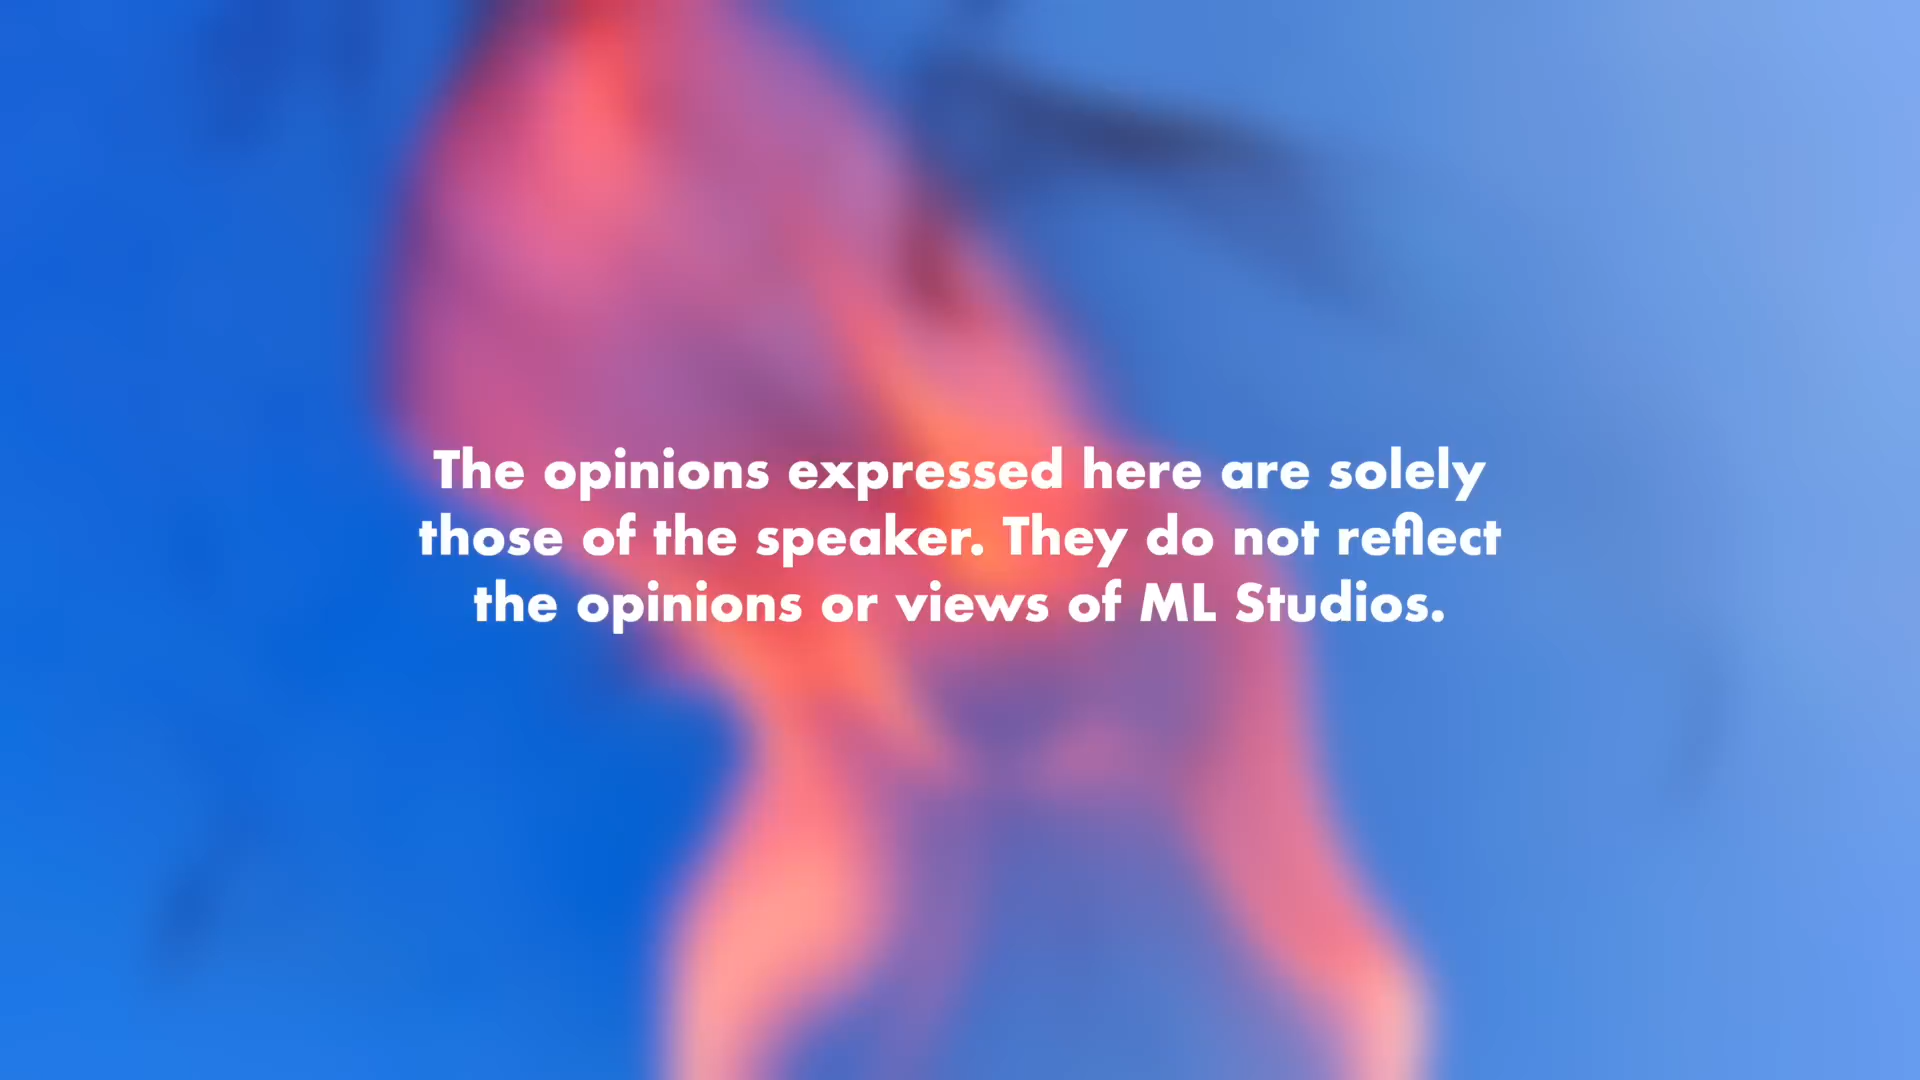 The opinions expressed here are solely
those of the speaker. They do not reflect
the opinions or views of ML Studios.